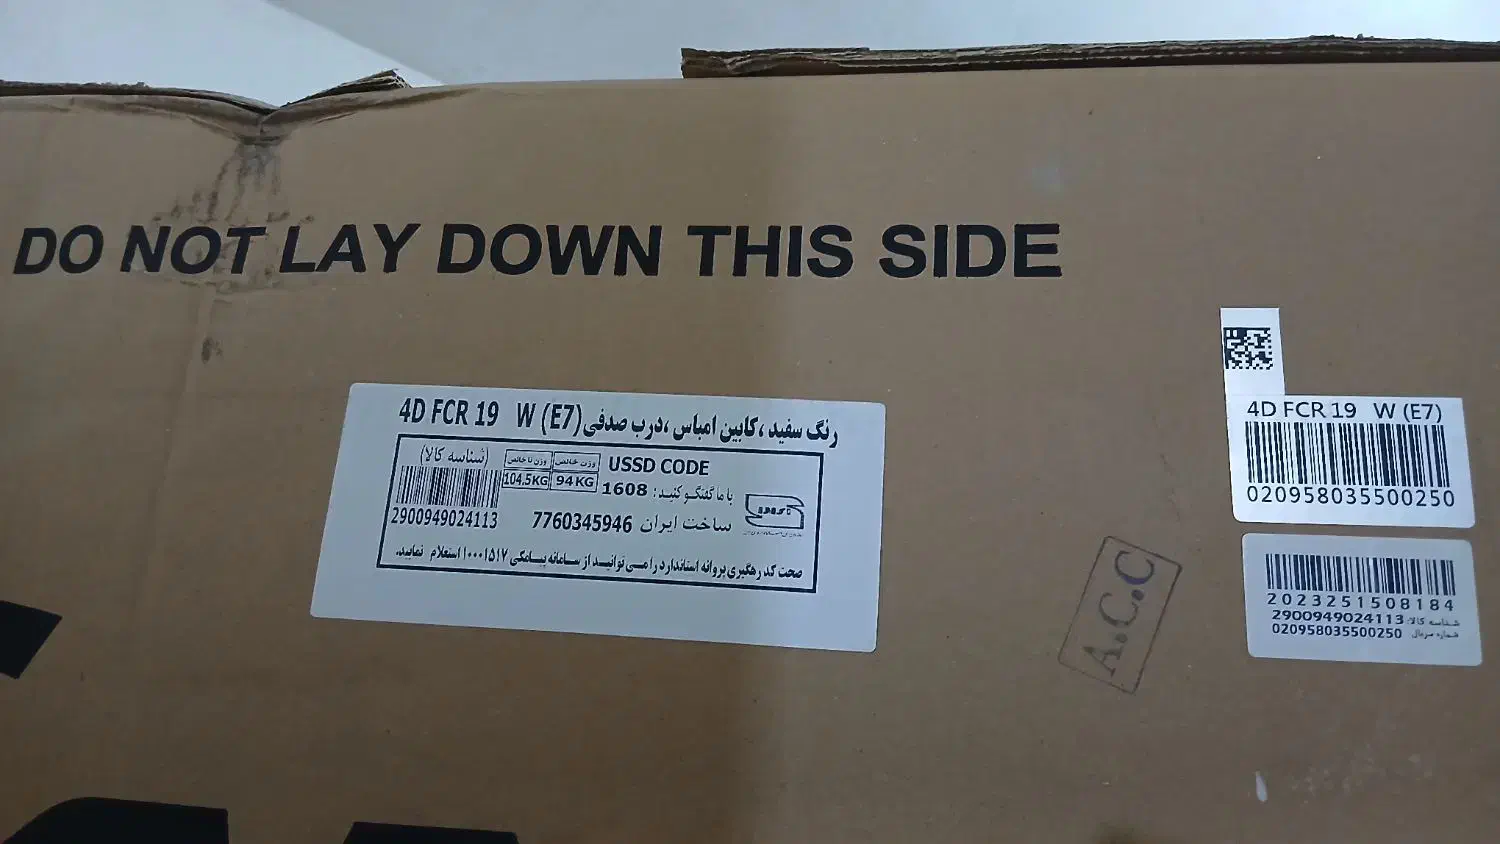 DO NOT LAY DOWN THIS SIDE
4D FCR 19 W (E7) رنگ سفید ،کابین امباس ،درب صدفی
(شناسه کالا)
2900949024113
وزن ناخالص وزن خالص
104.5KG 94 KG
USSD CODE
با ما گفتگو کنید: 1608
ساخت ایران 7760345946
صحت کد رهگیری پروانه استاندارد را می توانید از سامانه پیامکی ۱۰۰۰۱۵۱۷ استعلام نمایید.
4D FCR 19 W (E7)
020958035500250
2023251508184
شناسه کالا: 2900949024113
شماره سریال 020958035500250
A.C.C